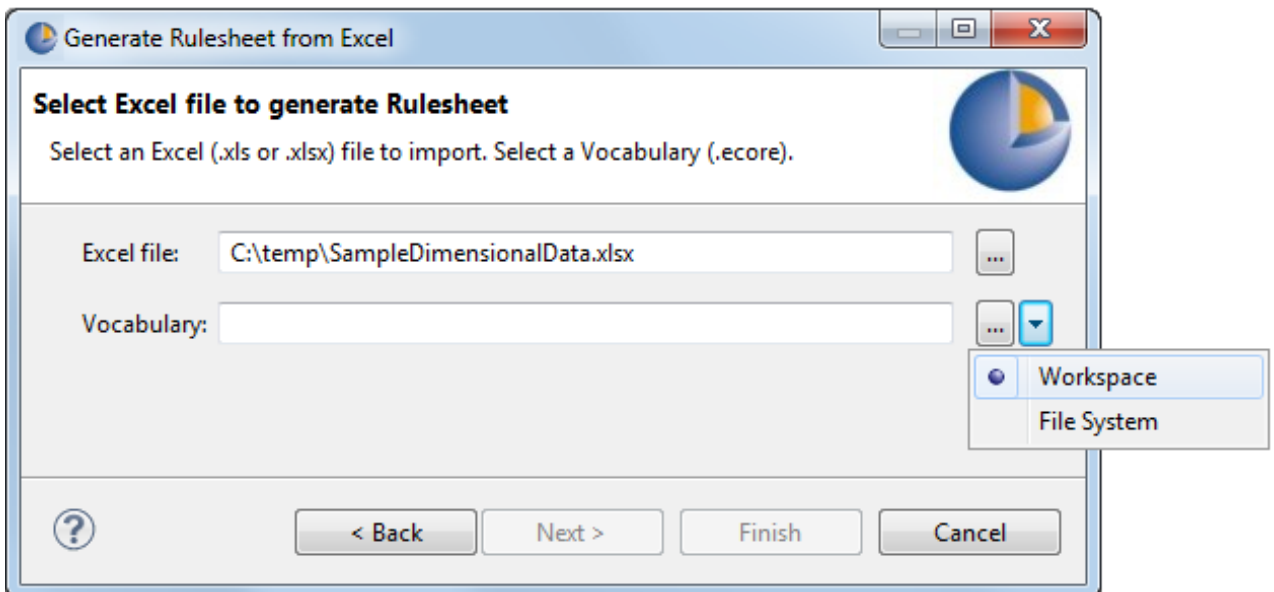 Generate Rulesheet from Excel
Select Excel file to generate Rulesheet
Select an Excel (.xls or .xlsx) file to import. Select a Vocabulary (.ecore).
Excel file: C:\temp\SampleDimensionalData.xlsx ...
Vocabulary: ...
Workspace
File System
? < Back Next > Finish Cancel